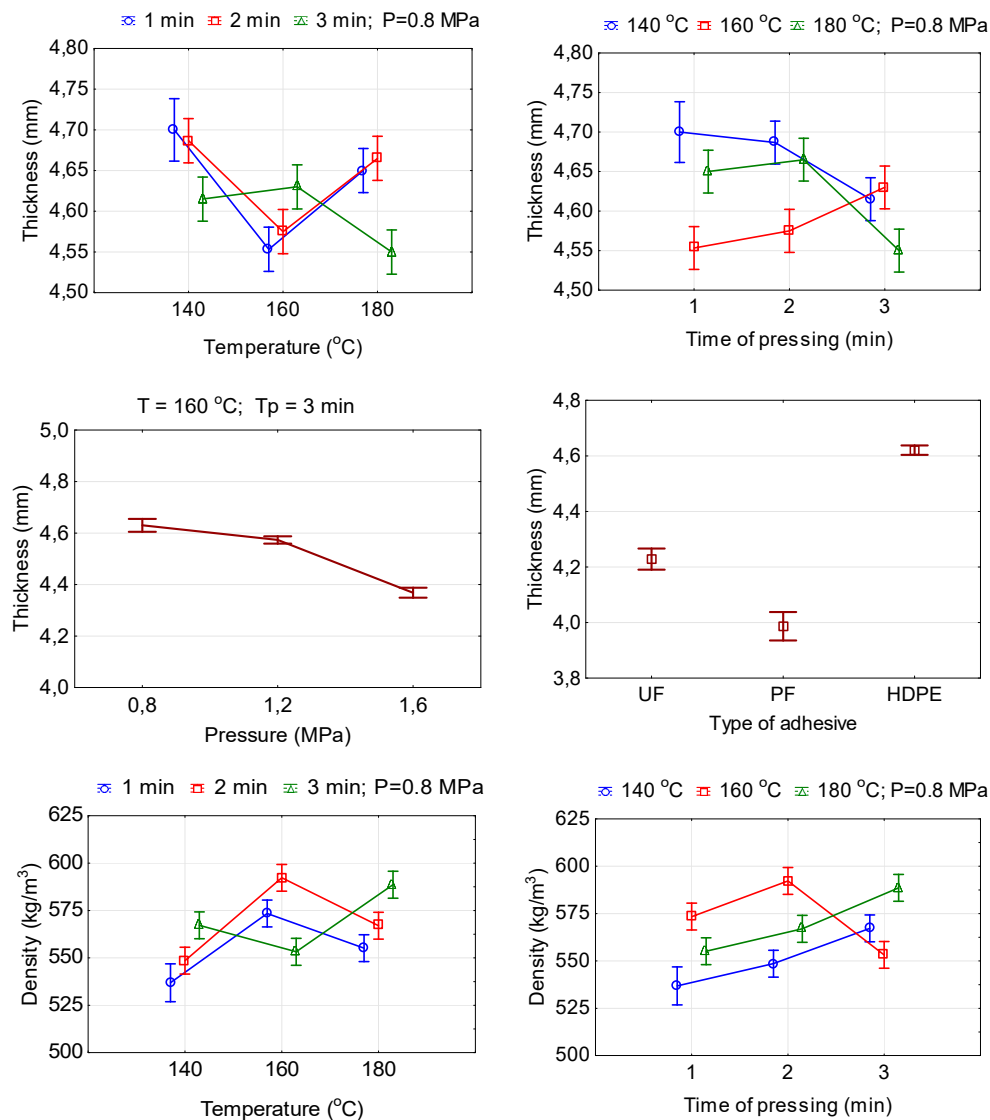 1 min 2 min 3 min; P=0.8 MPa
4,80
4,75
4,70
4,65
4,60
4,55
4,50
Thickness (mm)
140 160 180
Temperature (°C)
140 °C 160 °C 180 °C; P=0.8 MPa
4,80
4,75
4,70
4,65
4,60
4,55
4,50
Thickness (mm)
1 2 3
Time of pressing (min)
T = 160 °C; Tp = 3 min
5,0
4,8
4,6
4,4
4,2
4,0
Thickness (mm)
0,8 1,2 1,6
Pressure (MPa)
4,8
4,6
4,4
4,2
4,0
3,8
Thickness (mm)
UF PF HDPE
Type of adhesive
1 min 2 min 3 min; P=0.8 MPa
625
600
575
550
525
500
Density (kg/m³)
140 160 180
Temperature (°C)
140 °C 160 °C 180 °C; P=0.8 MPa
625
600
575
550
525
500
Density (kg/m³)
1 2 3
Time of pressing (min)